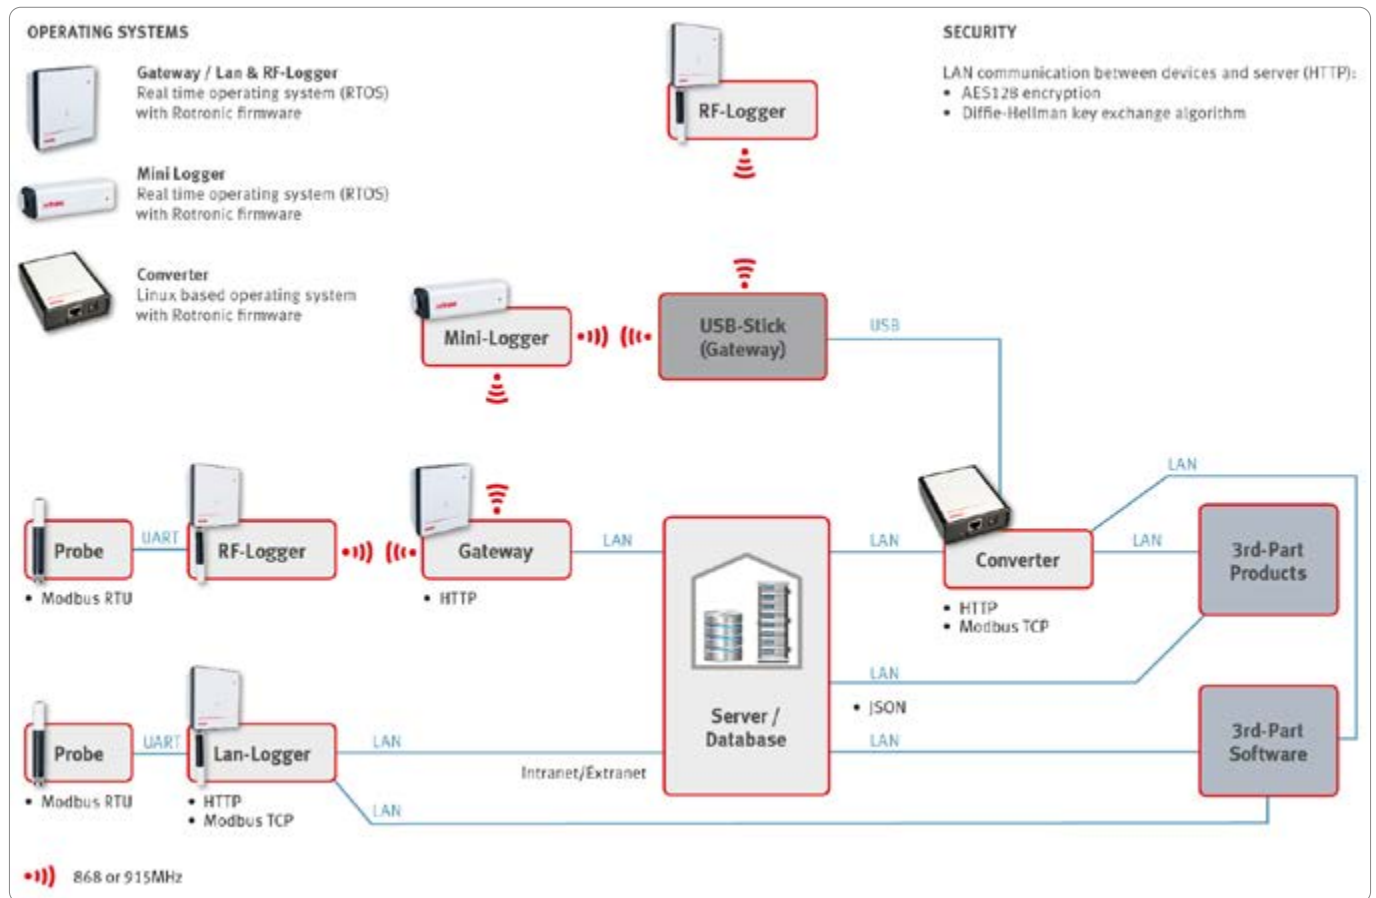 OPERATING SYSTEMS
Gateway / Lan & RF-Logger
Real time operating system (RTOS)
with Rotronic firmware
Mini Logger
Real time operating system (RTOS)
with Rotronic firmware
Converter
Linux based operating system
with Rotronic firmware
SECURITY
LAN communication between devices and server (HTTP):
• AES128 encryption
• Diffie-Hellman key exchange algorithm
RF-Logger
Mini-Logger
USB-Stick
(Gateway)
USB
Probe
• Modbus RTU
UART
RF-Logger
Gateway
• HTTP
LAN
Server /
Database
LAN
Converter
• HTTP
• Modbus TCP
LAN
LAN
3rd-Part
Products
LAN
• JSON
LAN
3rd-Part
Software
Probe
• Modbus RTU
UART
Lan-Logger
• HTTP
• Modbus TCP
LAN
Intranet/Extranet
LAN
868 or 915MHz